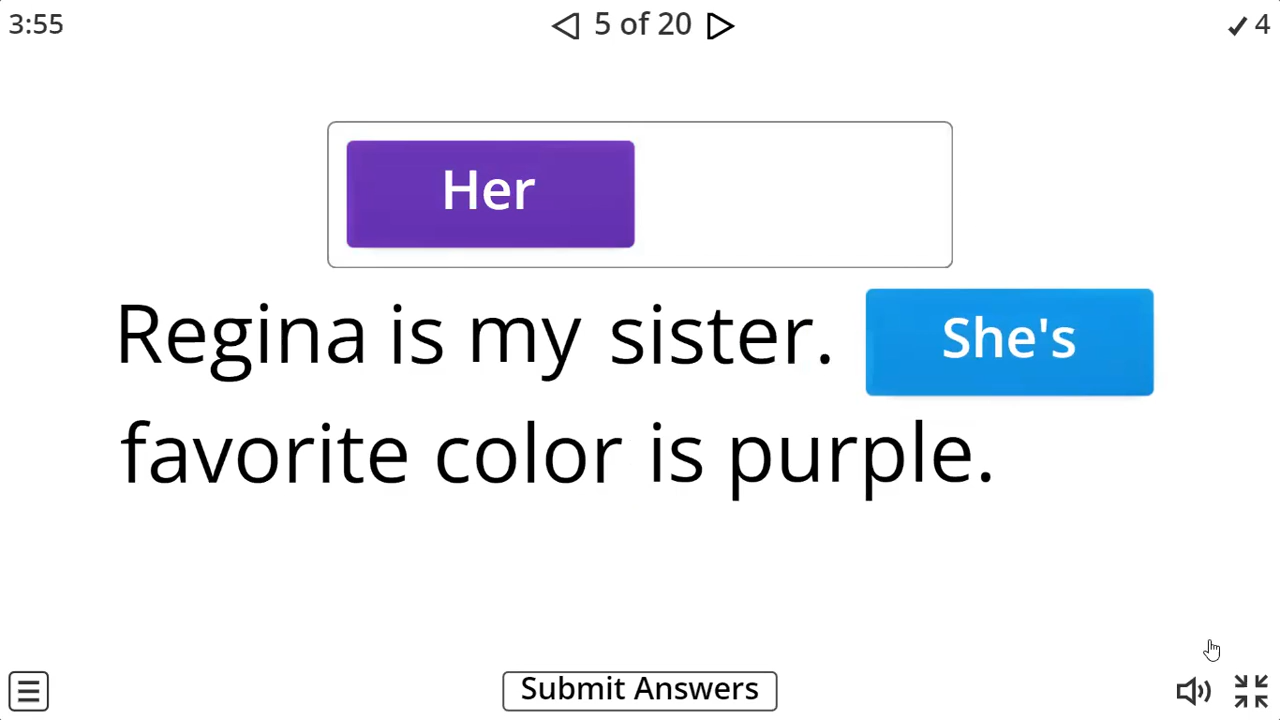 3:55
5 of 20
4
Her
Regina is my sister. She's
favorite color is purple.
Submit Answers